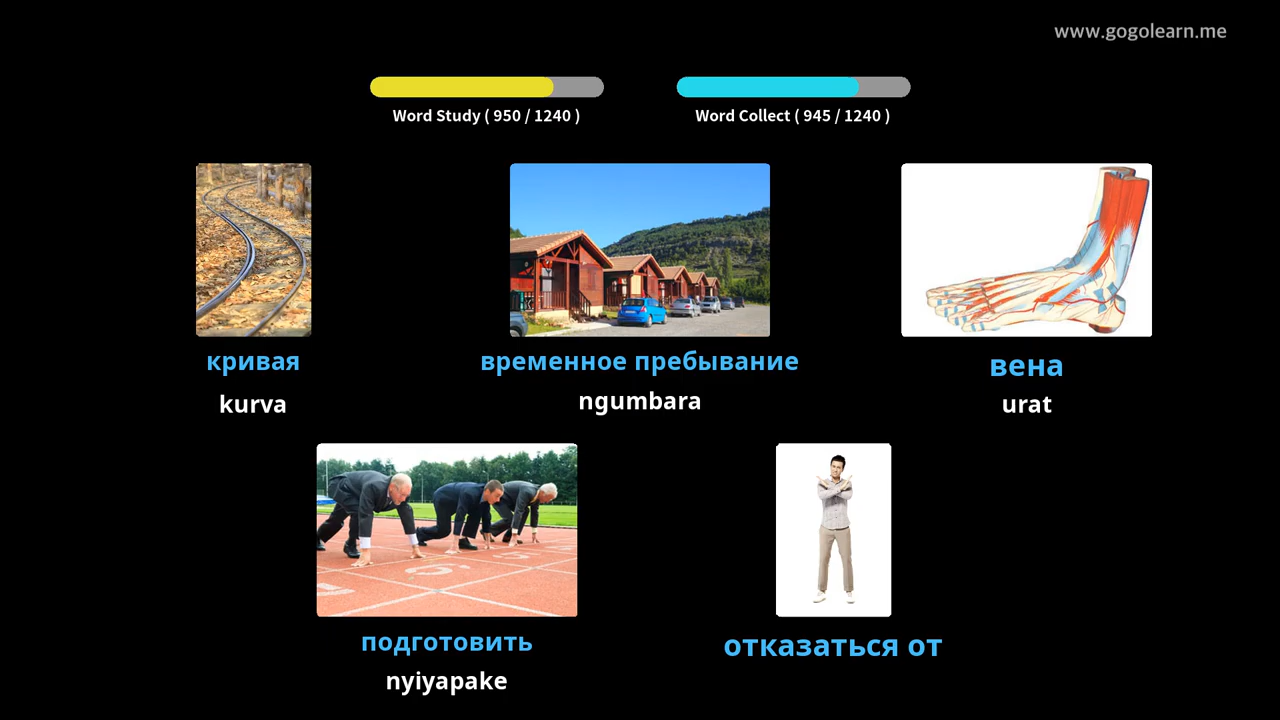 www.gogolearn.me
Word Study ( 950 / 1240 )
Word Collect ( 945 / 1240 )
кривая
kurva
временное пребывание
ngumbara
вена
urat
подготовить
nyiyapake
отказаться от